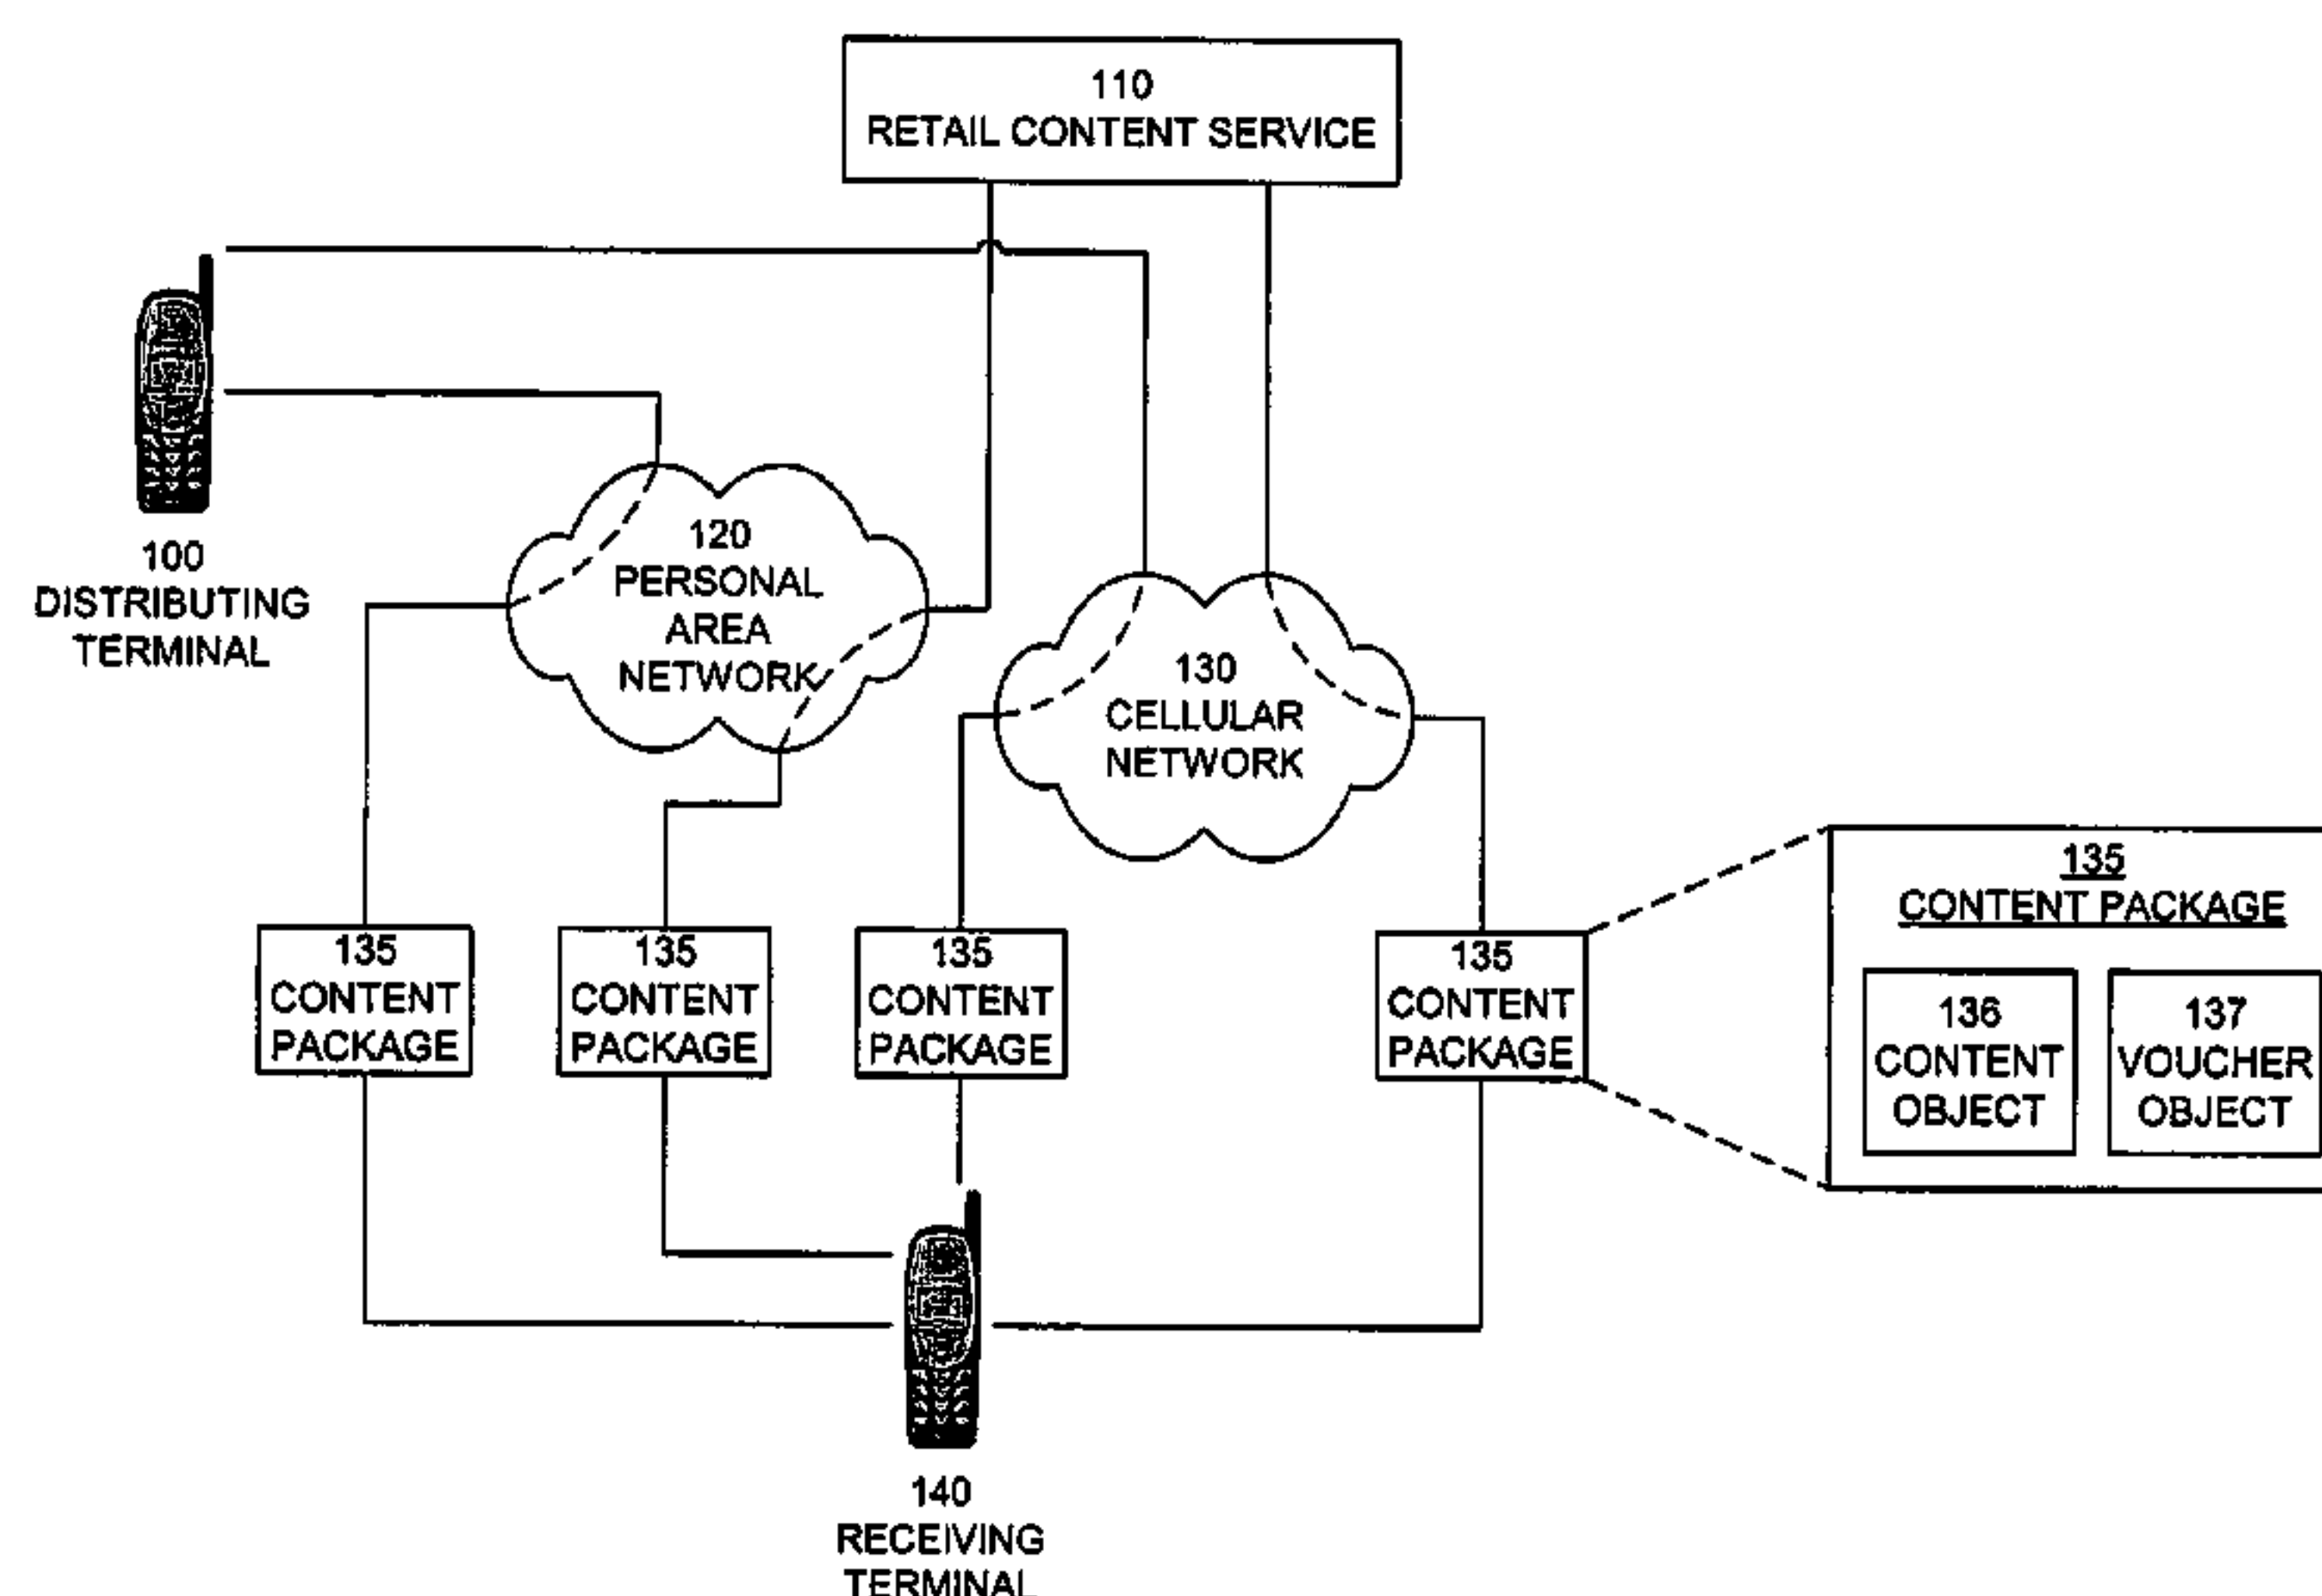 110
RETAIL CONTENT SERVICE
100
DISTRIBUTING
TERMINAL
120
PERSONAL
AREA
NETWORK
130
CELLULAR
NETWORK
135
CONTENT
PACKAGE
135
CONTENT
PACKAGE
135
CONTENT
PACKAGE
135
CONTENT
PACKAGE
135
CONTENT PACKAGE
136
CONTENT
OBJECT
137
VOUCHER
OBJECT
140
RECEIVING
TERMINAL